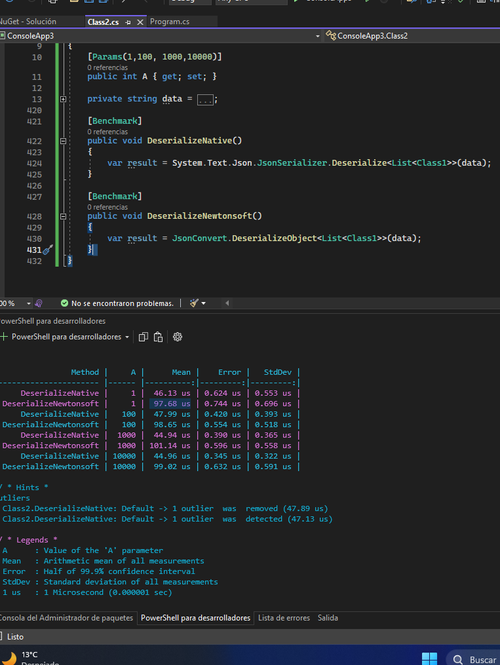 NuGet - Solución Class2.cs Program.cs
ConsoleApp3 ConsoleApp3.Class2
9 {
10 [Params(1,100, 1000,10000)]
0 referencias
11 public int A { get; set; }
12
13 private string data = ...;
420
421 [Benchmark]
0 referencias
422 public void DeserializeNative()
423 {
424 var result = System.Text.Json.JsonSerializer.Deserialize<List<Class1>>(data);
425 }
426
427 [Benchmark]
0 referencias
428 public void DeserializeNewtonsoft()
429 {
430 var result = JsonConvert.DeserializeObject<List<Class1>>(data);
431 }
432 }
00 % No se encontraron problemas.
PowerShell para desarrolladores
+ PowerShell para desarrolladores
Method | A | Mean | Error | StdDev |
---------------------- |------ |----------:|---------:|---------:|
DeserializeNative | 1 | 46.13 us | 0.624 us | 0.553 us |
DeserializeNewtonsoft | 1 | 97.68 us | 0.744 us | 0.696 us |
DeserializeNative | 100 | 47.99 us | 0.420 us | 0.393 us |
DeserializeNewtonsoft | 100 | 98.65 us | 0.554 us | 0.518 us |
DeserializeNative | 1000 | 44.94 us | 0.390 us | 0.365 us |
DeserializeNewtonsoft | 1000 | 101.14 us | 0.596 us | 0.558 us |
DeserializeNative | 10000 | 44.96 us | 0.345 us | 0.322 us |
DeserializeNewtonsoft | 10000 | 99.02 us | 0.632 us | 0.591 us |
/ * Hints *
utliers
Class2.DeserializeNative: Default -> 1 outlier was removed (47.89 us)
Class2.DeserializeNative: Default -> 1 outlier was detected (47.13 us)
/ * Legends *
A : Value of the 'A' parameter
Mean : Arithmetic mean of all measurements
Error : Half of 99.9% confidence interval
StdDev : Standard deviation of all measurements
1 us : 1 Microsecond (0.000001 sec)
Consola del Administrador de paquetes PowerShell para desarrolladores Lista de errores Salida
Listo
13°C
Despejado
Buscar